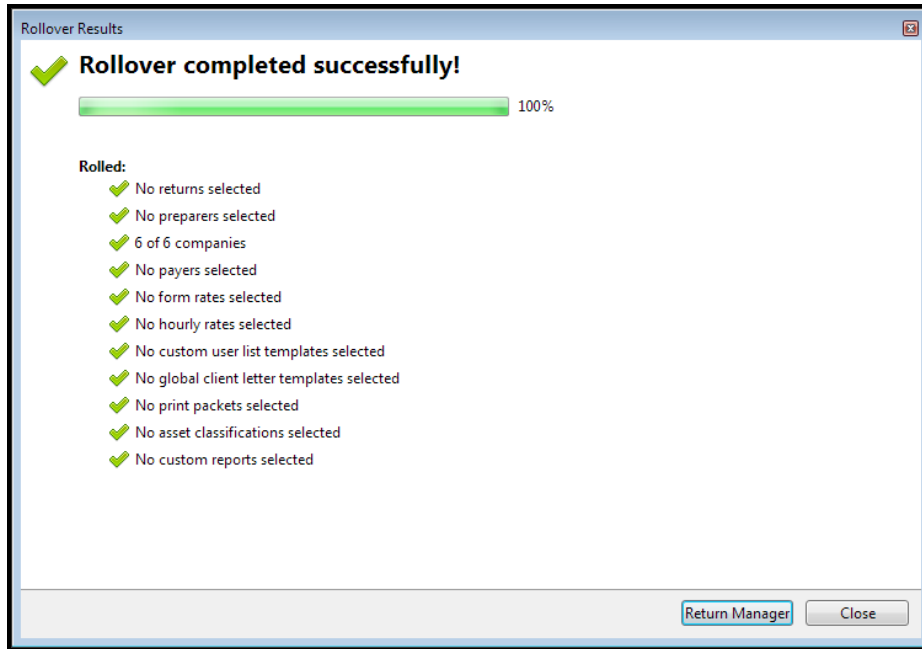 Rollover Results
Rollover completed successfully!
100%
Rolled:
No returns selected
No preparers selected
6 of 6 companies
No payers selected
No form rates selected
No hourly rates selected
No custom user list templates selected
No global client letter templates selected
No print packets selected
No asset classifications selected
No custom reports selected
Return Manager Close